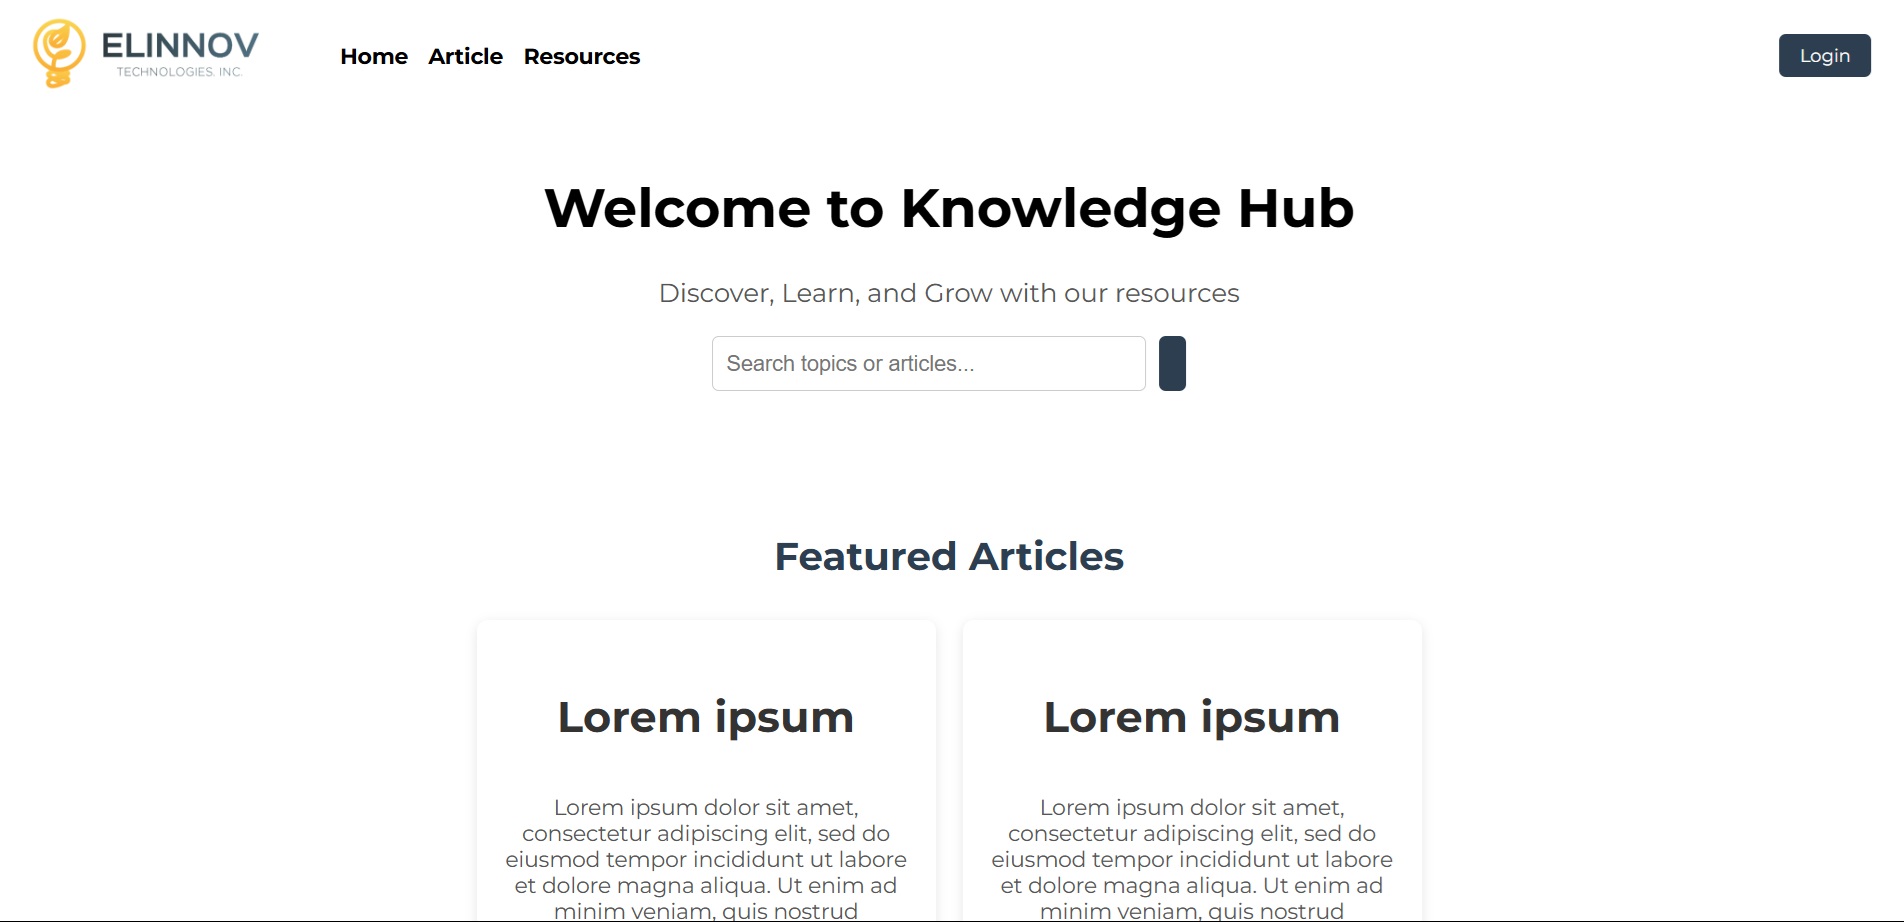 ELINNOV
TECHNOLOGIES, INC.
Home Article Resources
Login
Welcome to Knowledge Hub
Discover, Learn, and Grow with our resources
Search topics or articles...
Featured Articles
Lorem ipsum
Lorem ipsum dolor sit amet,
consectetur adipiscing elit, sed do
eiusmod tempor incididunt ut labore
et dolore magna aliqua. Ut enim ad
minim veniam, quis nostrud
Lorem ipsum
Lorem ipsum dolor sit amet,
consectetur adipiscing elit, sed do
eiusmod tempor incididunt ut labore
et dolore magna aliqua. Ut enim ad
minim veniam, quis nostrud